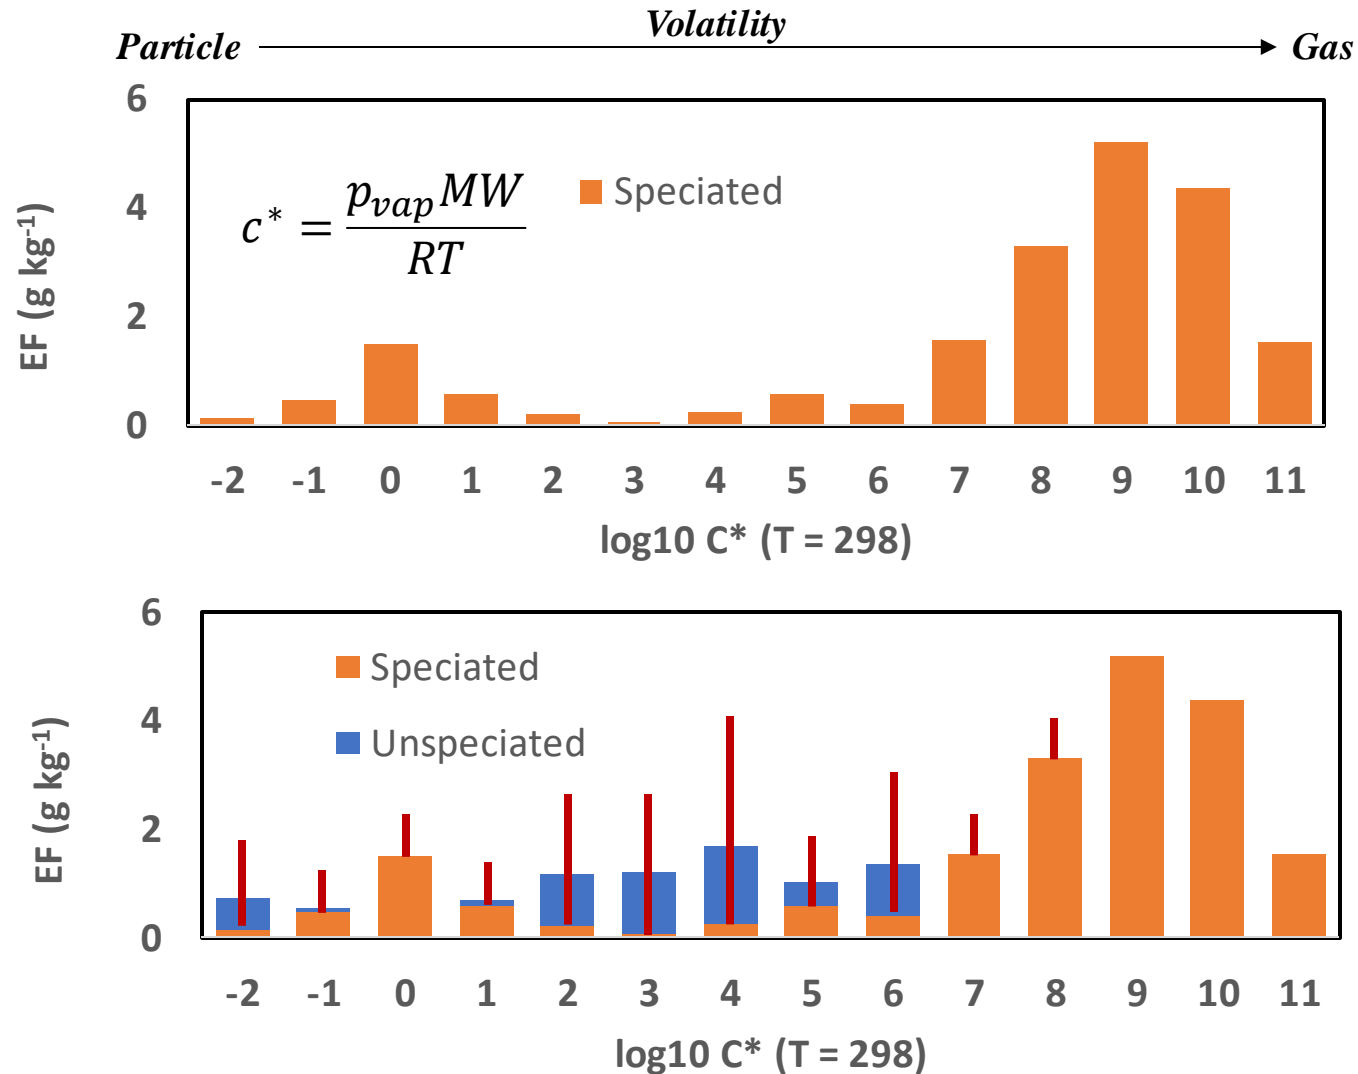 Volatility
Particle Gas
6
4
2
0
EF (g kg⁻¹)
c* = p_vap MW / RT
Speciated
-2 -1 0 1 2 3 4 5 6 7 8 9 10 11
log10 C* (T = 298)
6
4
2
0
EF (g kg⁻¹)
Speciated
Unspeciated
-2 -1 0 1 2 3 4 5 6 7 8 9 10 11
log10 C* (T = 298)